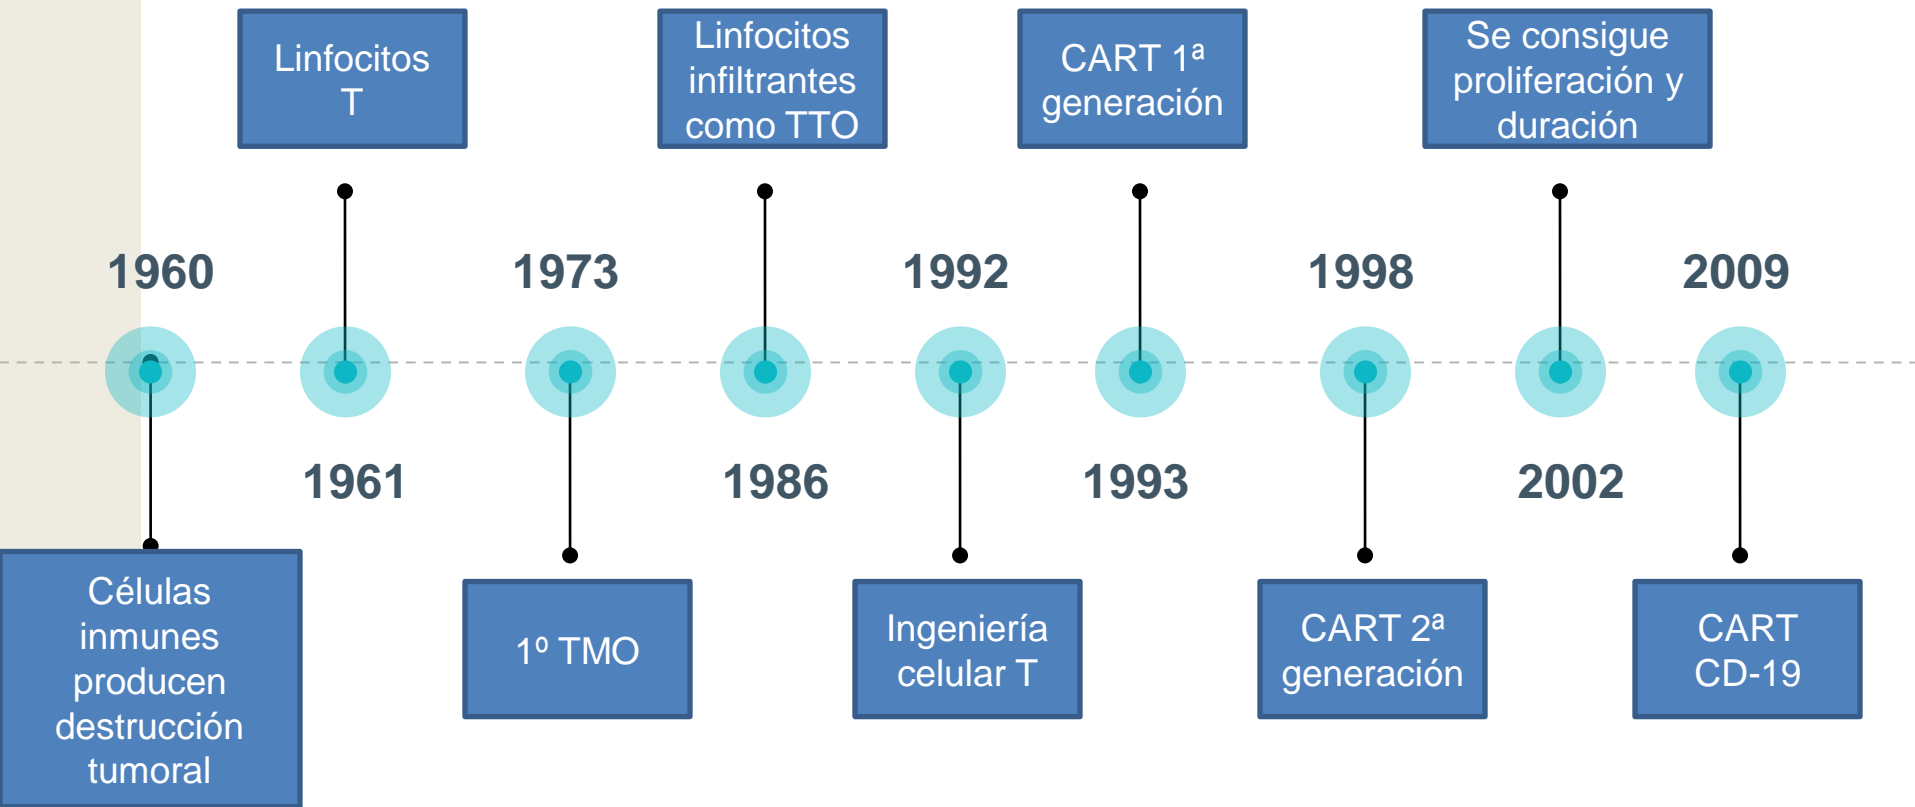 Linfocitos
T
Linfocitos
infiltrantes
como TTO
CART 1ª
generación
Se consigue
proliferación y
duración
1960
1973
1992
1998
2009
1961
1986
1993
2002
Células
inmunes
producen
destrucción
tumoral
1º TMO
Ingeniería
celular T
CART 2ª
generación
CART
CD-19